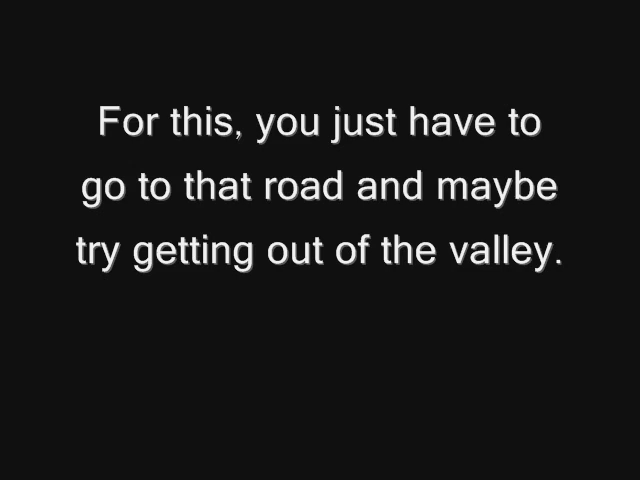 For this, you just have to
go to that road and maybe
try getting out of the valley.